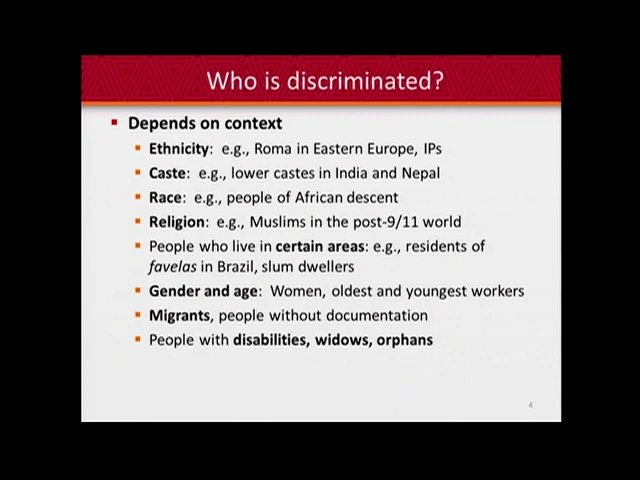 Who is discriminated?
Depends on context
Ethnicity: e.g., Roma in Eastern Europe, IPs
Caste: e.g., lower castes in India and Nepal
Race: e.g., people of African descent
Religion: e.g., Muslims in the post-9/11 world
People who live in certain areas: e.g., residents of
favelas in Brazil, slum dwellers
Gender and age: Women, oldest and youngest workers
Migrants, people without documentation
People with disabilities, widows, orphans
4